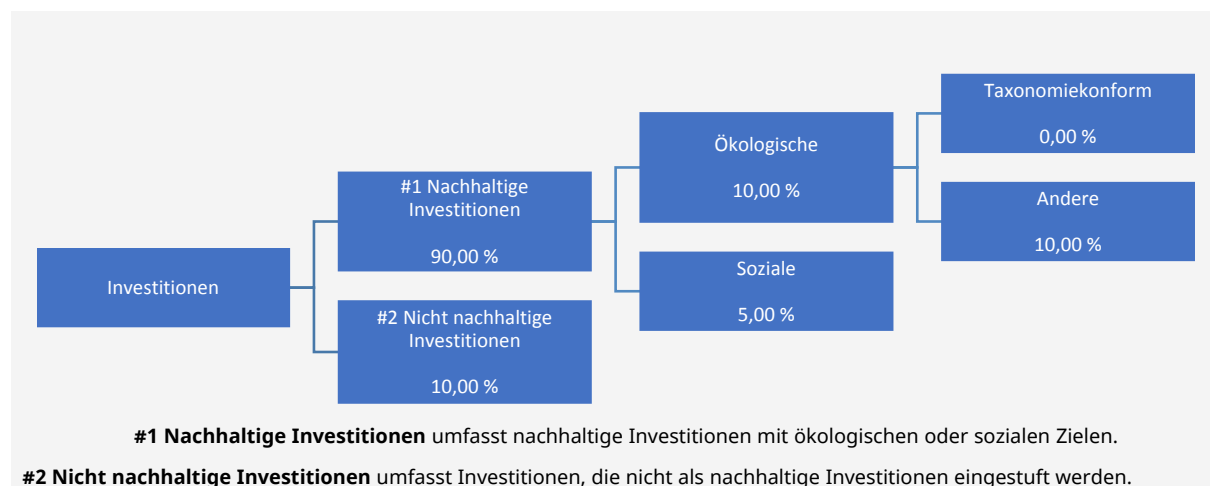 Investitionen
#1 Nachhaltige
Investitionen
90,00 %
#2 Nicht nachhaltige
Investitionen
10,00 %
Ökologische
10,00 %
Soziale
5,00 %
Taxonomiekonform
0,00 %
Andere
10,00 %
#1 Nachhaltige Investitionen umfasst nachhaltige Investitionen mit ökologischen oder sozialen Zielen.
#2 Nicht nachhaltige Investitionen umfasst Investitionen, die nicht als nachhaltige Investitionen eingestuft werden.